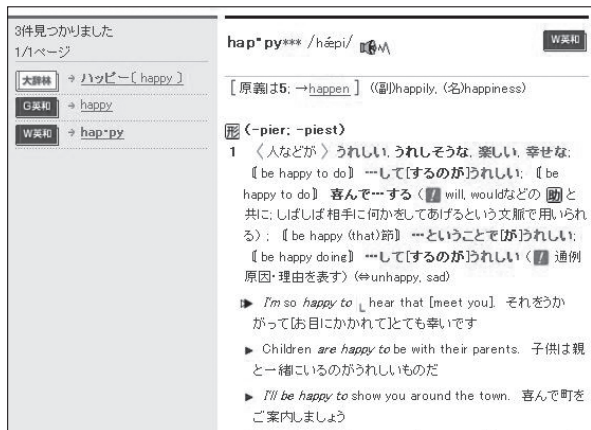 3件見つかりました
1/1ページ
大辞林 → ハッピー〔happy〕
G英和 → happy
W英和 → hap・py
hap・py*** /hǽpi/ W英和
[原義は5; →happen] ((副)happily, (名)happiness)
形 (-pier; -piest)
1 〈人などが〉うれしい, うれしそうな, 楽しい, 幸せな;
〖be happy to do〗 …して[するのが]うれしい; 〖be
happy to do〗 喜んで…する (! will, wouldなどの 助 と
共に; しばしば相手に何かをしてあげるという文脈で用いられ
る); 〖be happy (that)節〗 …ということで[が]うれしい;
〖be happy doing〗 …して[するのが]うれしい (! 通例
原因・理由を表す) (⇔unhappy, sad)
I'm so happy to ⌞hear that [meet you]. それをうか
がって[お目にかかれて]とても幸いです
▶ Children are happy to be with their parents. 子供は親
と一緒にいるのがうれしいものだ
▶ I'll be happy to show you around the town. 喜んで町を
ご案内しましょう